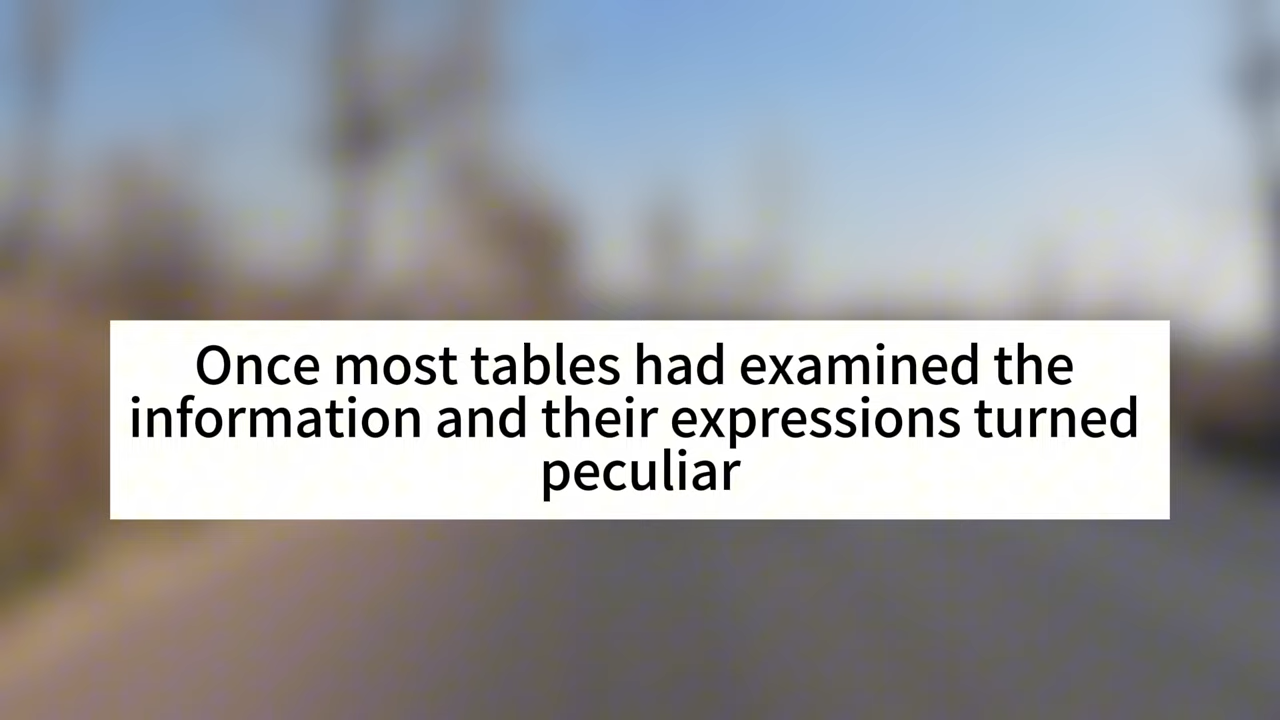 Once most tables had examined the
information and their expressions turned
peculiar